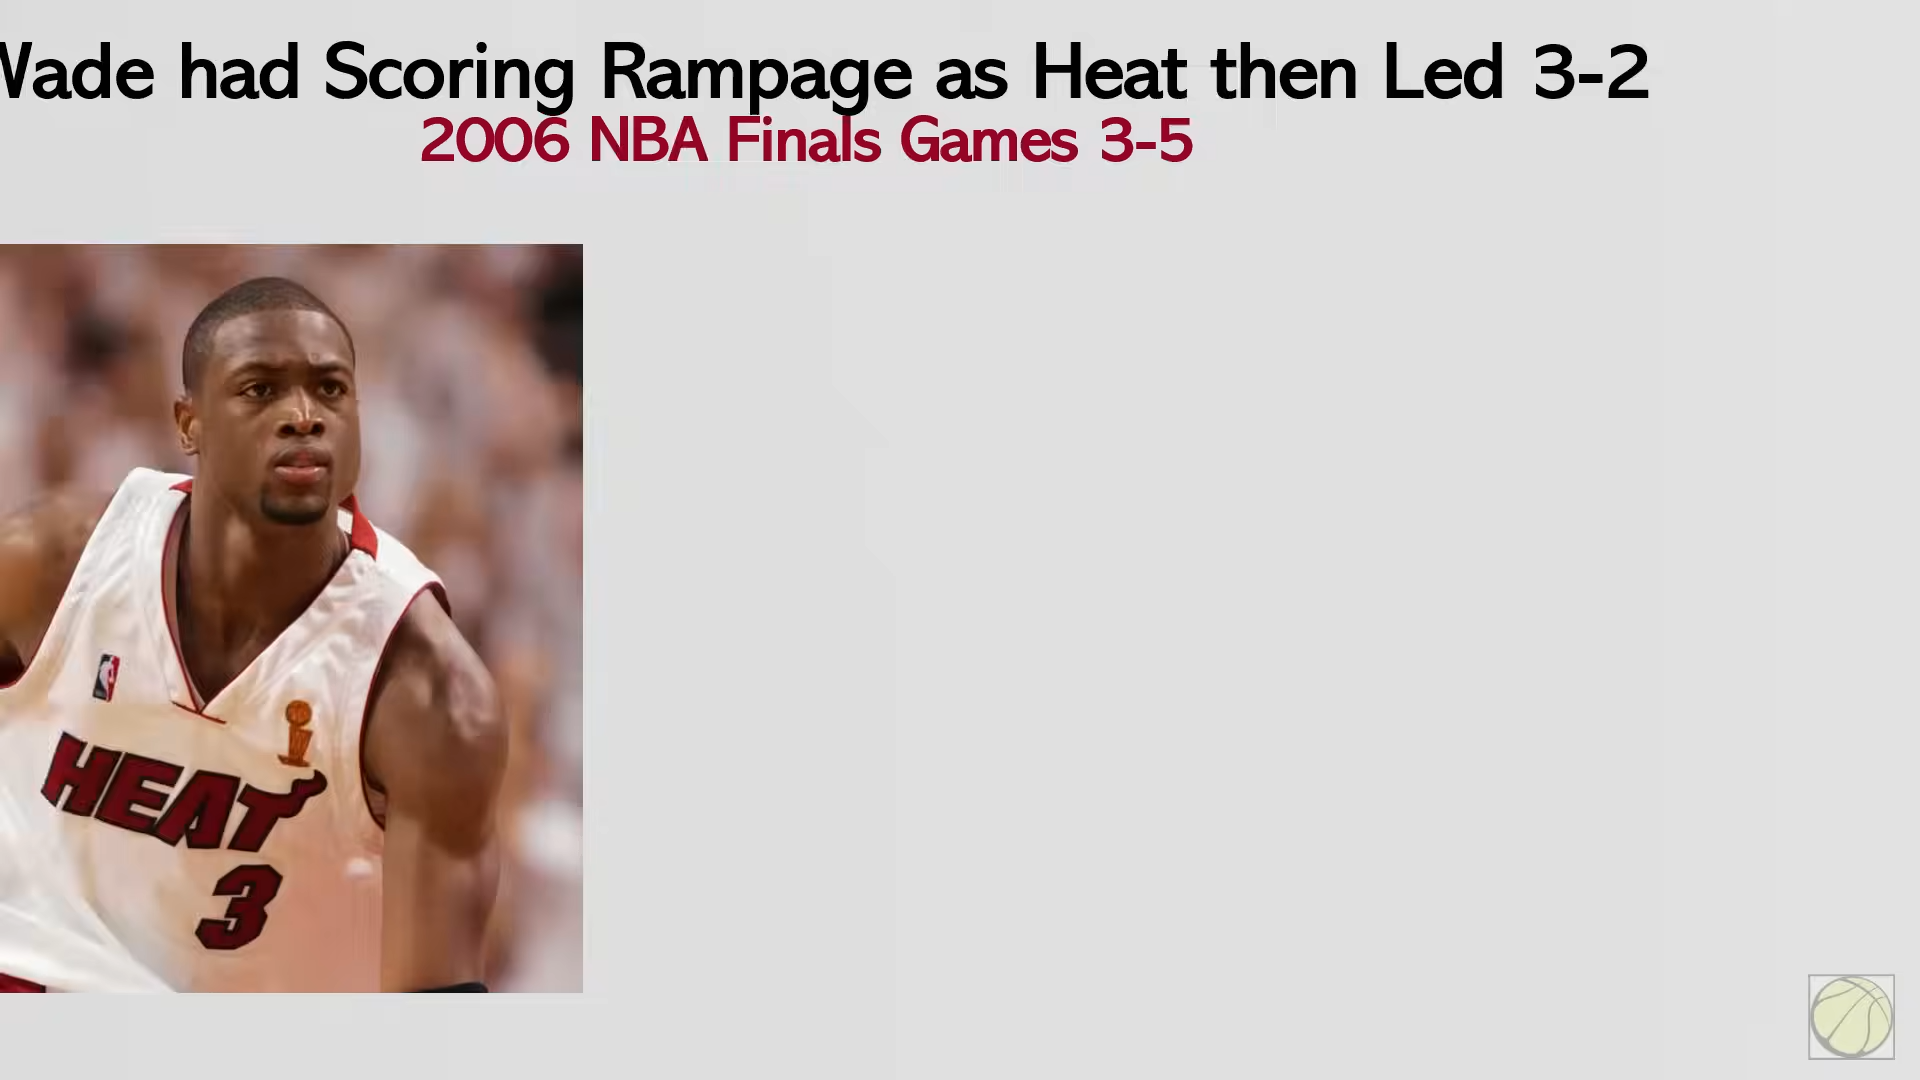 Wade had Scoring Rampage as Heat then Led 3-2
2006 NBA Finals Games 3-5
HEAT
3